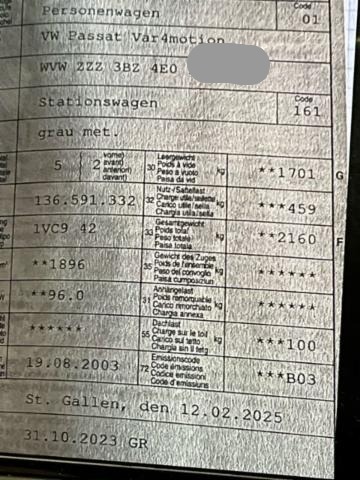 Personenwagen
Code
01
VW Passat Var4motion
WVW ZZZ 3BZ 4E0
Stationswagen
Code
161
grau met.
5 2 vorne) avant) anteriori) davant) 30 Leergewicht Poids à vide Peso a vuoto Paisa da vid kg **1701 G
136.591.332 32 Nutz-/Sattellast Charge utile/sellette Carico utile/sella Chargia utila/sella kg ***459
1VC9 42 33 Gesamtgewicht Poids total Peso totale Paisa totala kg **2160 F
**1896 35 Gewicht des Zuges Poids de l'ensemble Peso del convoglio Paisa cumposiziun kg ******
**96.0 31 Anhängelast Poids remorquable Carico rimorchiato Chargia annexa kg ******
****** 55 Dachlast Charge sur le toit Carico sul tetto Chargia sin il tetg kg ***100
19.08.2003 72 Emissionscode Code émissions Codice emissioni Code d'emissiuns ***B03
St. Gallen, den 12.02.2025
31.10.2023 GR